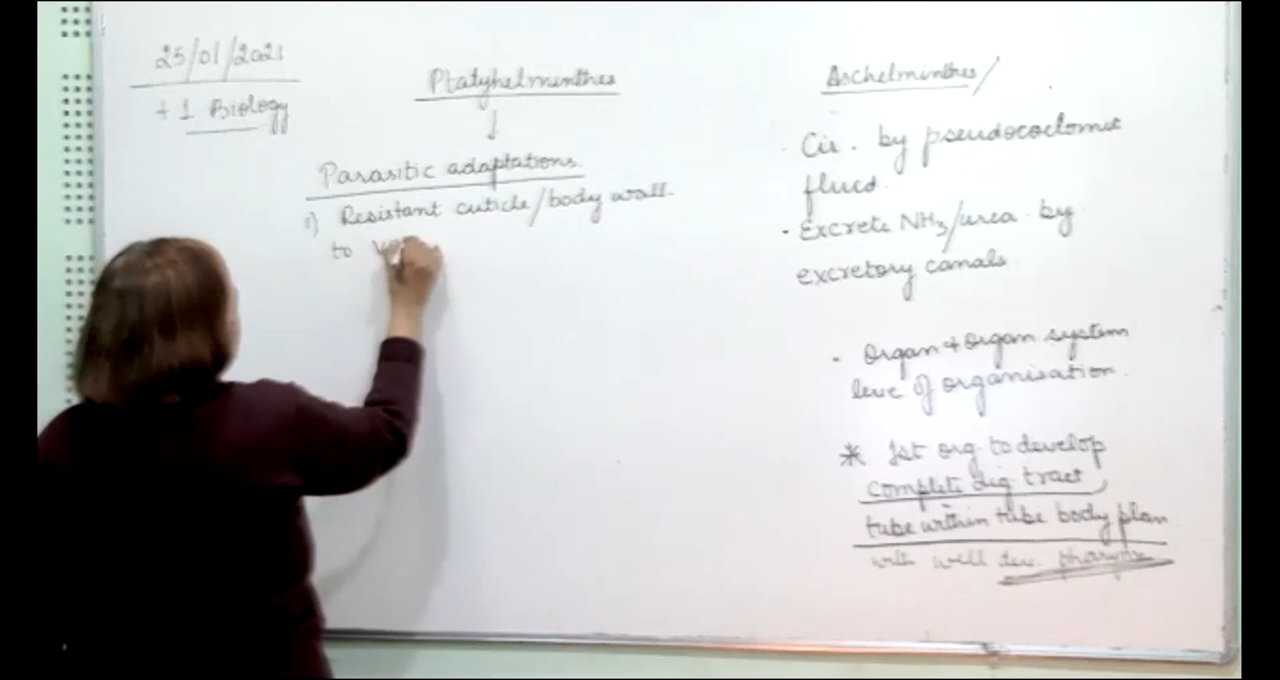 25/01/2021
+ 1 Biology
Platyhelminthes
↓
Parasitic adaptations.
1) Resistant cuticle/body wall.
to
Aschelminthes/
Cir. by pseudocoelomic
fluid.
· Excrete NH3/urea by
excretory canals.
· Organ & organ system
level of organisation.
* 1st org. to develop
complete dig. tract
tube within tube body plan
with well dev. pharynx